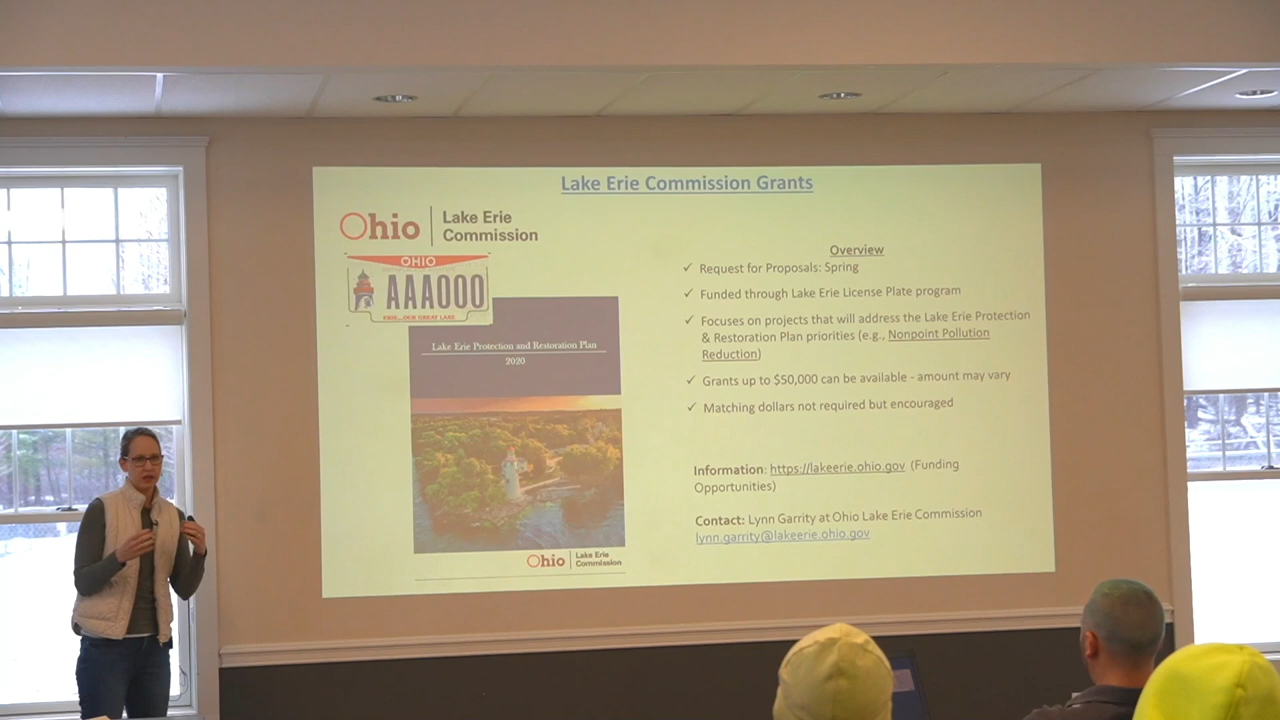 Lake Erie Commission Grants
Ohio
Lake Erie
Commission
OHIO
AAA000
ERIE...OUR GREAT LAKE
Lake Erie Protection and Restoration Plan
2020
Ohio
Lake Erie
Commission
Overview
✓ Request for Proposals: Spring
✓ Funded through Lake Erie License Plate program
✓ Focuses on projects that will address the Lake Erie Protection
& Restoration Plan priorities (e.g., Nonpoint Pollution
Reduction)
✓ Grants up to $50,000 can be available - amount may vary
✓ Matching dollars not required but encouraged
Information: https://lakeerie.ohio.gov (Funding
Opportunities)
Contact: Lynn Garrity at Ohio Lake Erie Commission
lynn.garrity@lakeerie.ohio.gov